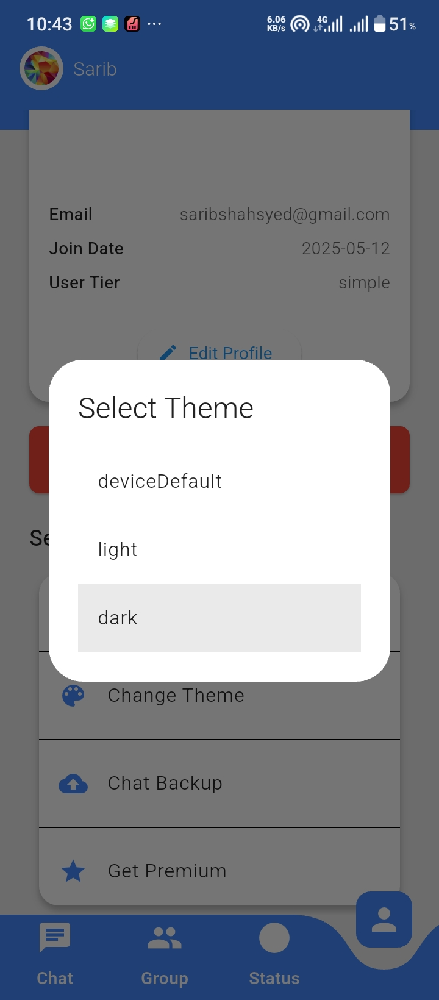 10:43 6.06 KB/s 4G 51%
Sarib
Email saribshahsyed@gmail.com
Join Date 2025-05-12
User Tier simple
Edit Profile
Select Theme
deviceDefault
light
Se
dark
Change Theme
Chat Backup
Get Premium
Chat Group Status